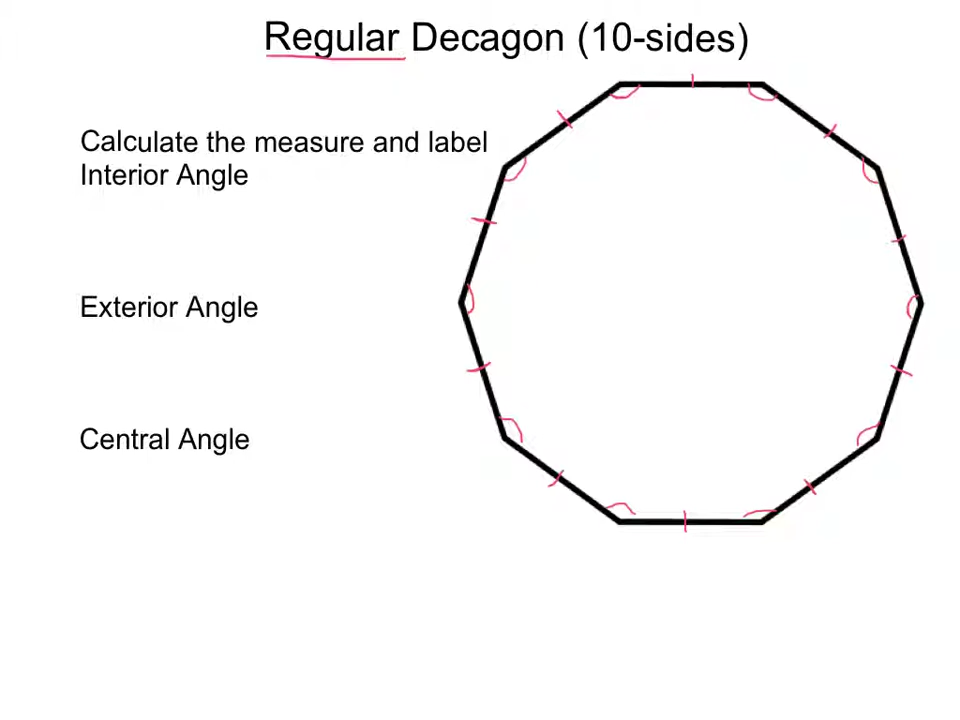 Regular Decagon (10-sides)
Calculate the measure and label
Interior Angle
Exterior Angle
Central Angle